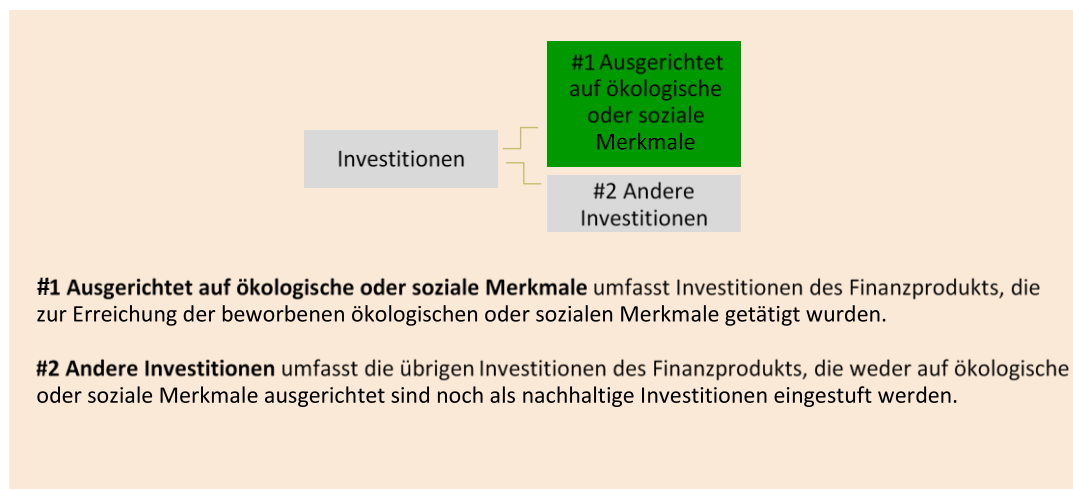 #1 Ausgerichtet
auf ökologische
oder soziale
Merkmale
Investitionen
#2 Andere
Investitionen
#1 Ausgerichtet auf ökologische oder soziale Merkmale umfasst Investitionen des Finanzprodukts, die
zur Erreichung der beworbenen ökologischen oder sozialen Merkmale getätigt wurden.
#2 Andere Investitionen umfasst die übrigen Investitionen des Finanzprodukts, die weder auf ökologische
oder soziale Merkmale ausgerichtet sind noch als nachhaltige Investitionen eingestuft werden.